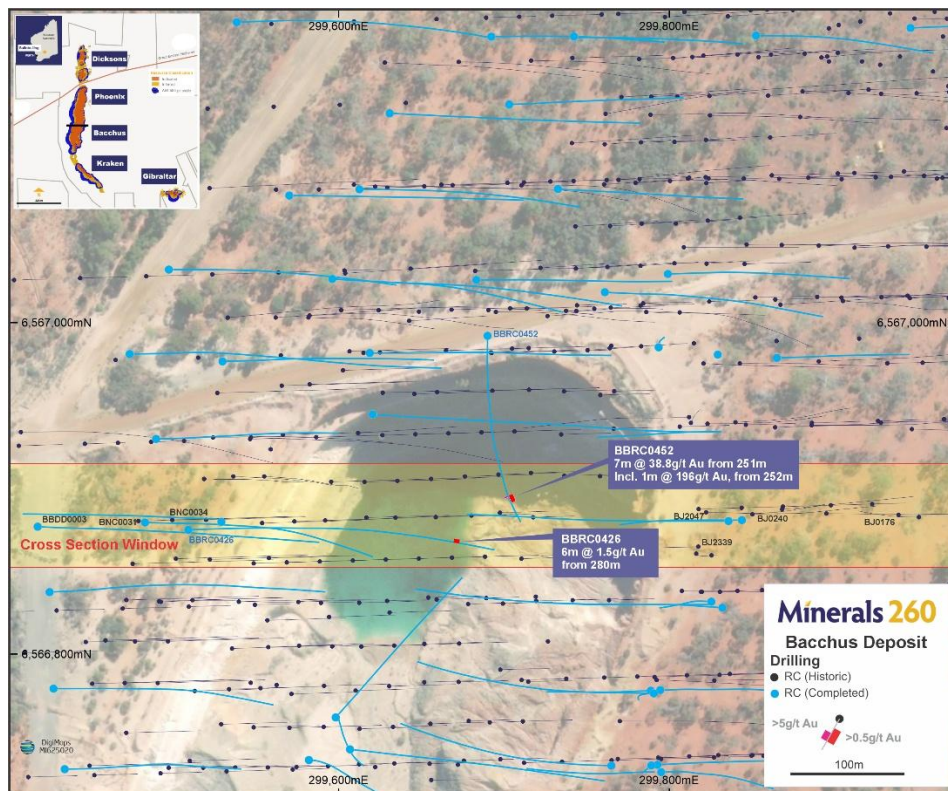 299,600mE
299,800mE
Dicksons
Phoenix
Bacchus
Kraken
Gibraltar
6,567,000mN
6,567,000mN
BBRC0452
BBRC0452
7m @ 38.8g/t Au from 251m
Incl. 1m @ 196g/t Au, from 252m
BBDD0003
BNC0031
BNC0034
BBRC0426
BJ2047
BJ0240
BJ0176
BJ2339
Cross Section Window
BBRC0426
6m @ 1.5g/t Au
from 280m
6,566,800mN
Minerals 260
Bacchus Deposit
Drilling
RC (Historic)
RC (Completed)
>5g/t Au
>0.5g/t Au
100m
DigiMaps
MIG25020
299,600mE
299,800mE